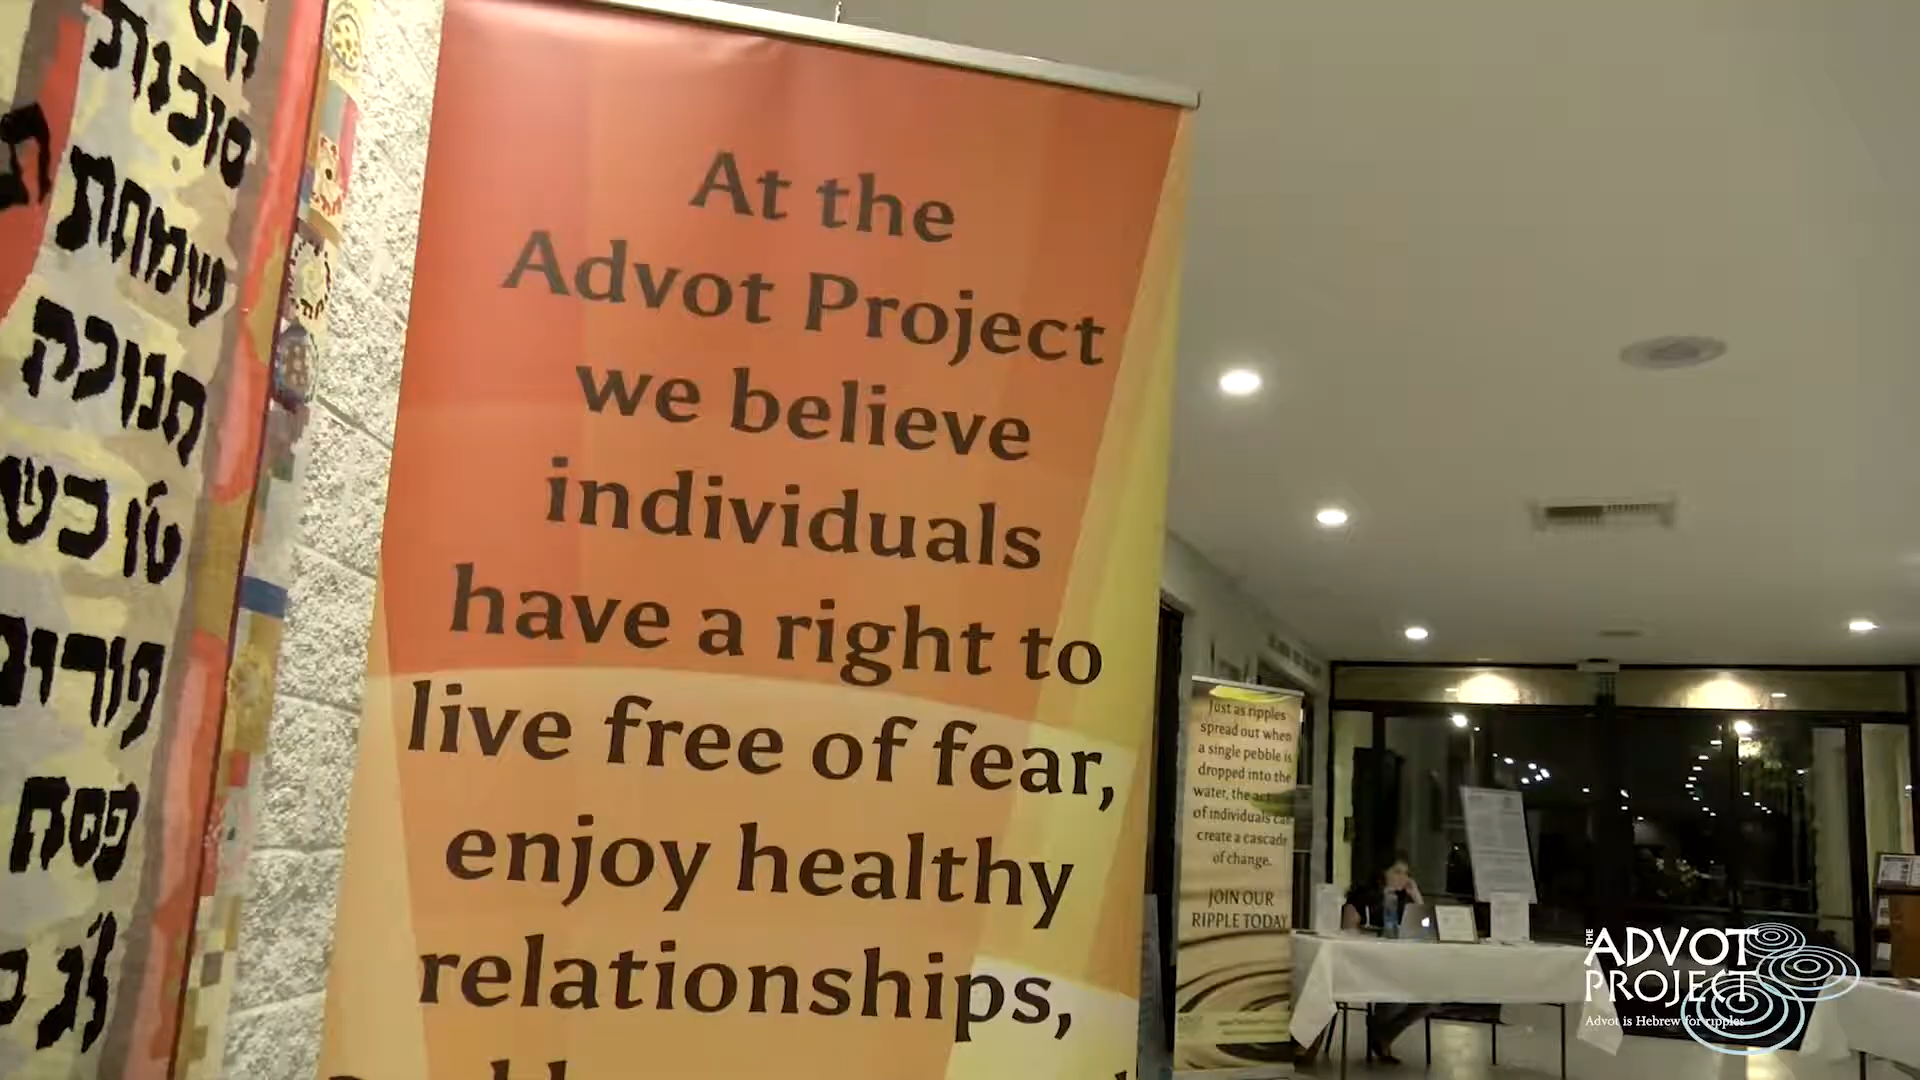 סוכות
שמחת
חנוכה
טו בש
פורים
פסח
At the
Advot Project
we believe
individuals
have a right to
live free of fear,
enjoy healthy
relationships,
Just as ripples
spread out when
a single pebble is
dropped into the
water, the
of individuals can
create a cascade
of change.
JOIN OUR
RIPPLE TODAY
THE
ADVOT
PROJECT
Advot is Hebrew for ripples